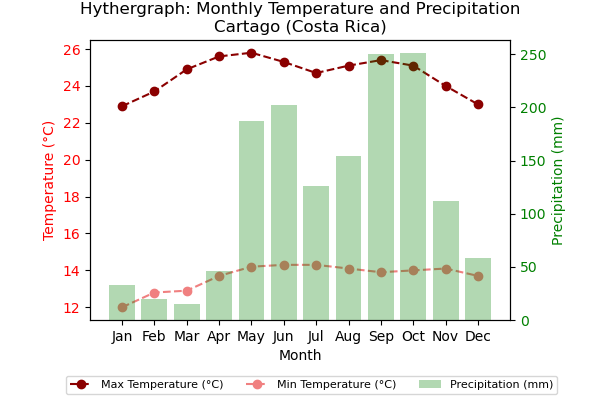 Hythergraph: Monthly Temperature and Precipitation
Cartago (Costa Rica)
26
24
22
20
18
16
14
12
Temperature (°C)
250
200
150
100
50
0
Precipitation (mm)
Jan Feb Mar Apr May Jun Jul Aug Sep Oct Nov Dec
Month
Max Temperature (°C) Min Temperature (°C) Precipitation (mm)